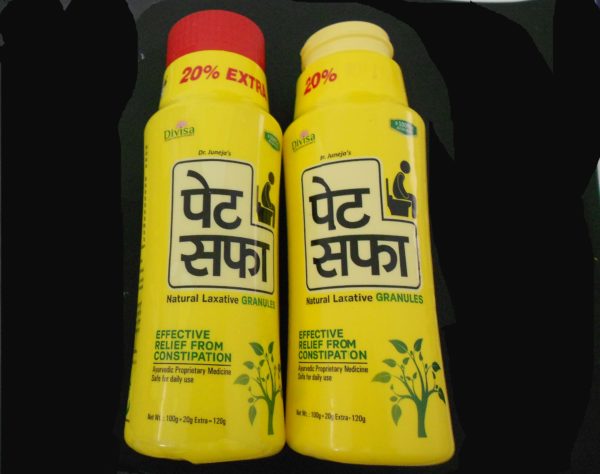 20% EXTRA
Divisa
Dr. Juneja's
पेट
सफा
Natural Laxative GRANULES
EFFECTIVE
RELIEF FROM
CONSTIPATION
Ayurvedic Proprietary Medicine
Safe for daily use
Net Wt.: 100g+20g Extra=120g
20%
Divisa
Dr. Juneja's
पेट
सफा
Natural Laxative GRANULES
EFFECTIVE
RELIEF FROM
CONSTIPATION
Ayurvedic Proprietary Medicine
Safe for daily use
Net Wt.: 100g+20g Extra=120g